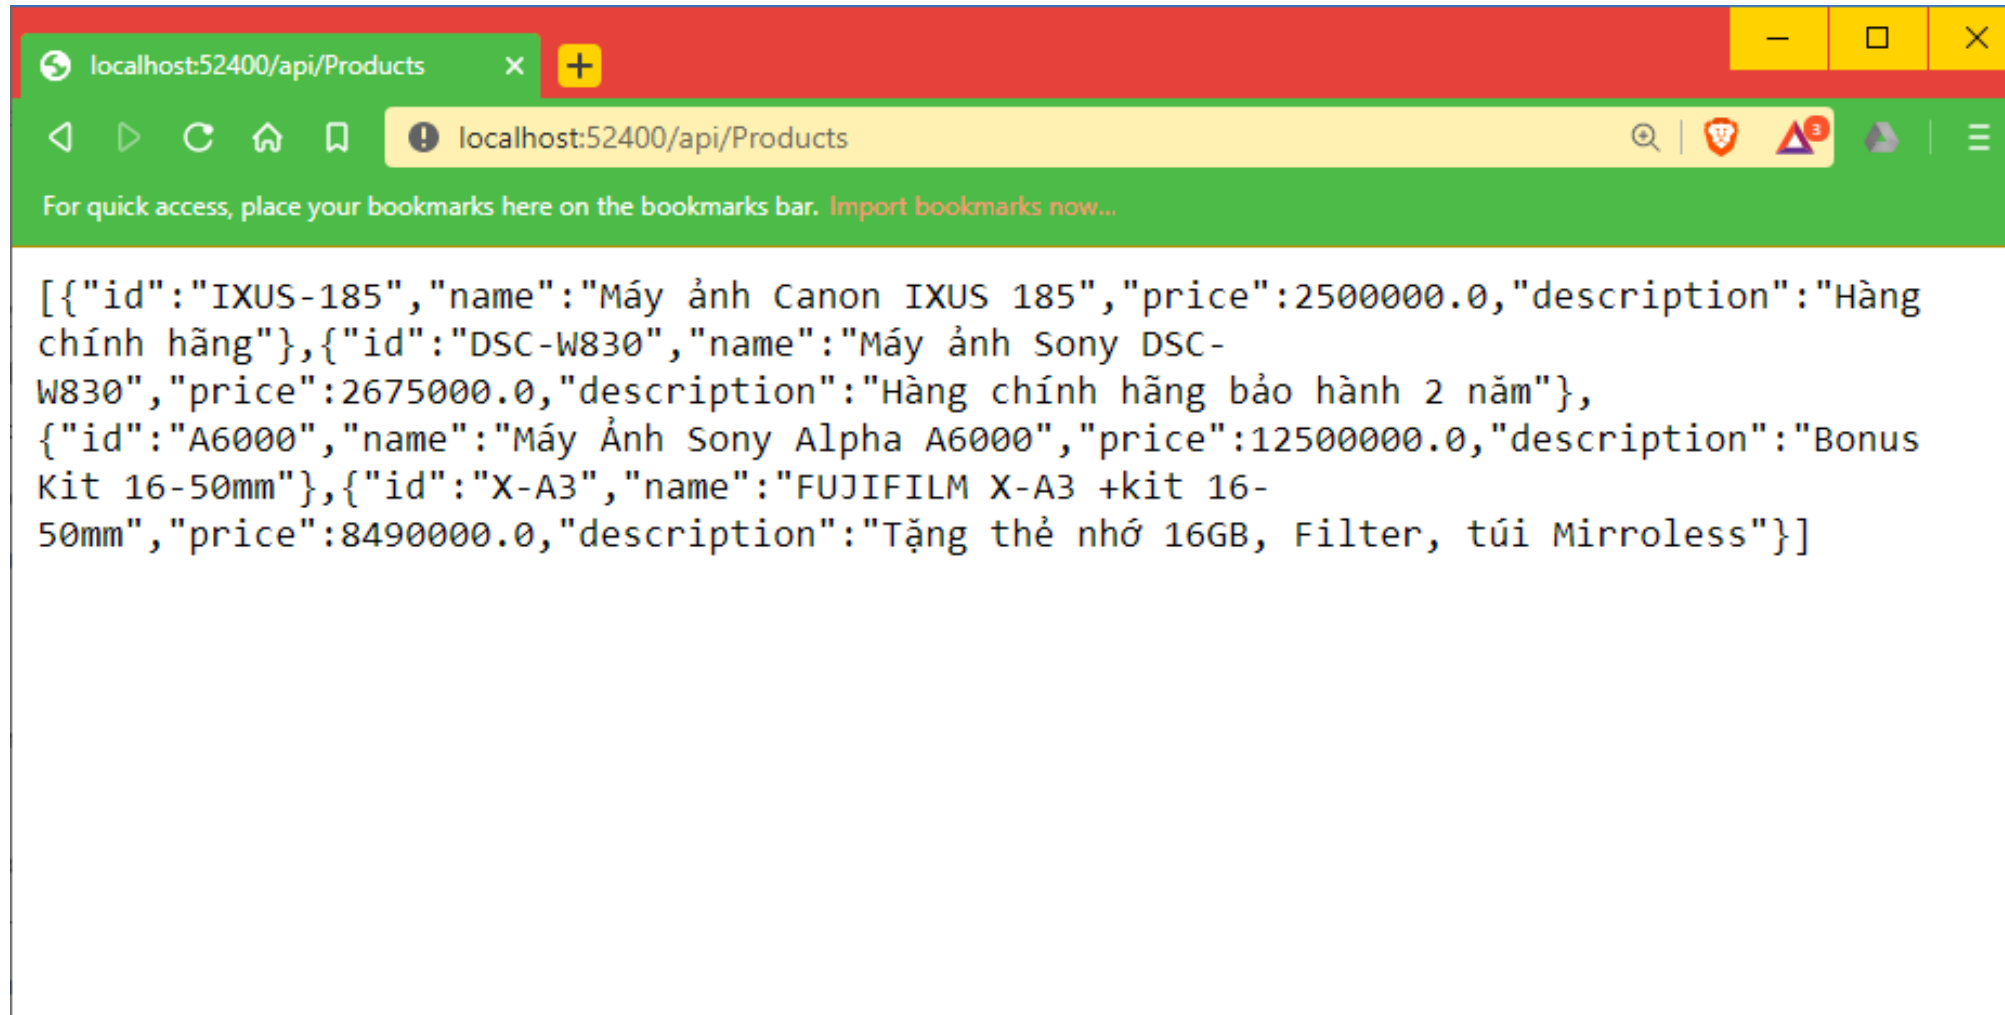 localhost:52400/api/Products
localhost:52400/api/Products
3
For quick access, place your bookmarks here on the bookmarks bar. Import bookmarks now...
[{"id":"IXUS-185","name":"Máy ảnh Canon IXUS 185","price":2500000.0,"description":"Hàng
chính hãng"},{"id":"DSC-W830","name":"Máy ảnh Sony DSC-
W830","price":2675000.0,"description":"Hàng chính hãng bảo hành 2 năm"},
{"id":"A6000","name":"Máy Ảnh Sony Alpha A6000","price":12500000.0,"description":"Bonus
Kit 16-50mm"},{"id":"X-A3","name":"FUJIFILM X-A3 +kit 16-
50mm","price":8490000.0,"description":"Tặng thẻ nhớ 16GB, Filter, túi Mirroless"}]